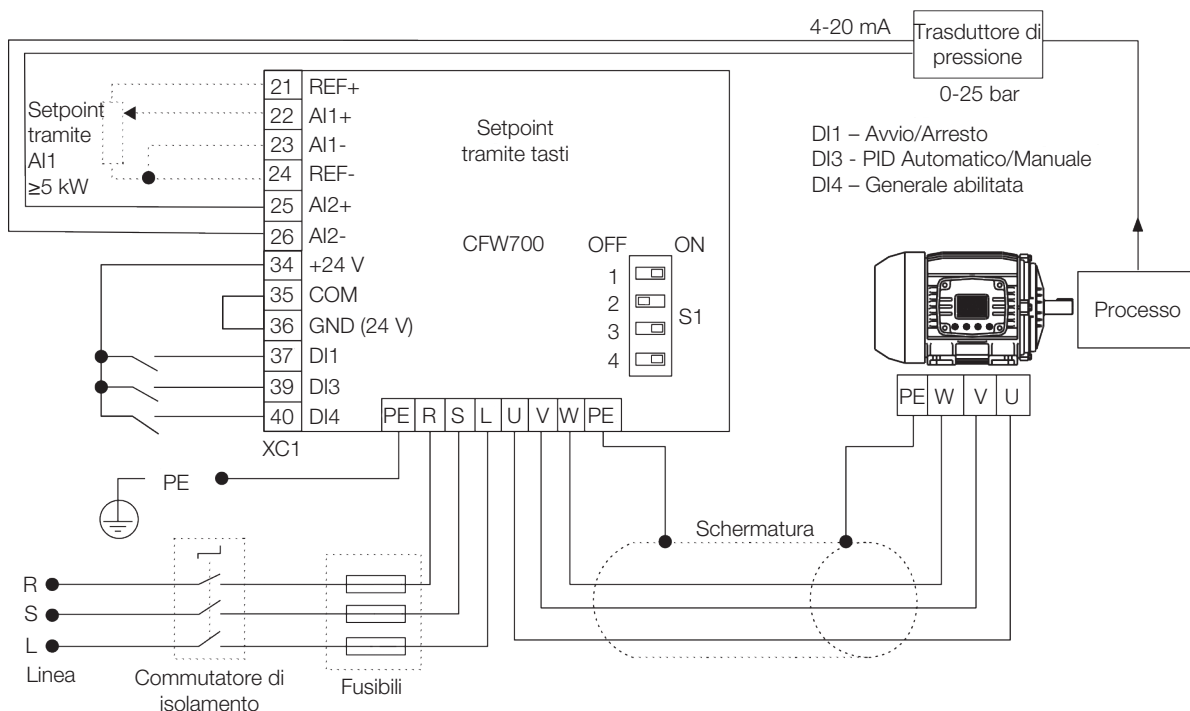 4-20 mA
Trasduttore di
pressione
0-25 bar
Setpoint
tramite
AI1
≥5 kW
21 REF+
22 AI1+
23 AI1-
24 REF-
25 AI2+
26 AI2-
34 +24 V
35 COM
36 GND (24 V)
37 DI1
39 DI3
40 DI4
XC1
Setpoint
tramite tasti
CFW700
OFF ON
1
2
3
4
S1
DI1 – Avvio/Arresto
DI3 - PID Automatico/Manuale
DI4 – Generale abilitata
Processo
PE R S L U V W PE
PE W V U
PE
Schermatura
R
S
L
Linea
Commutatore di
isolamento
Fusibili